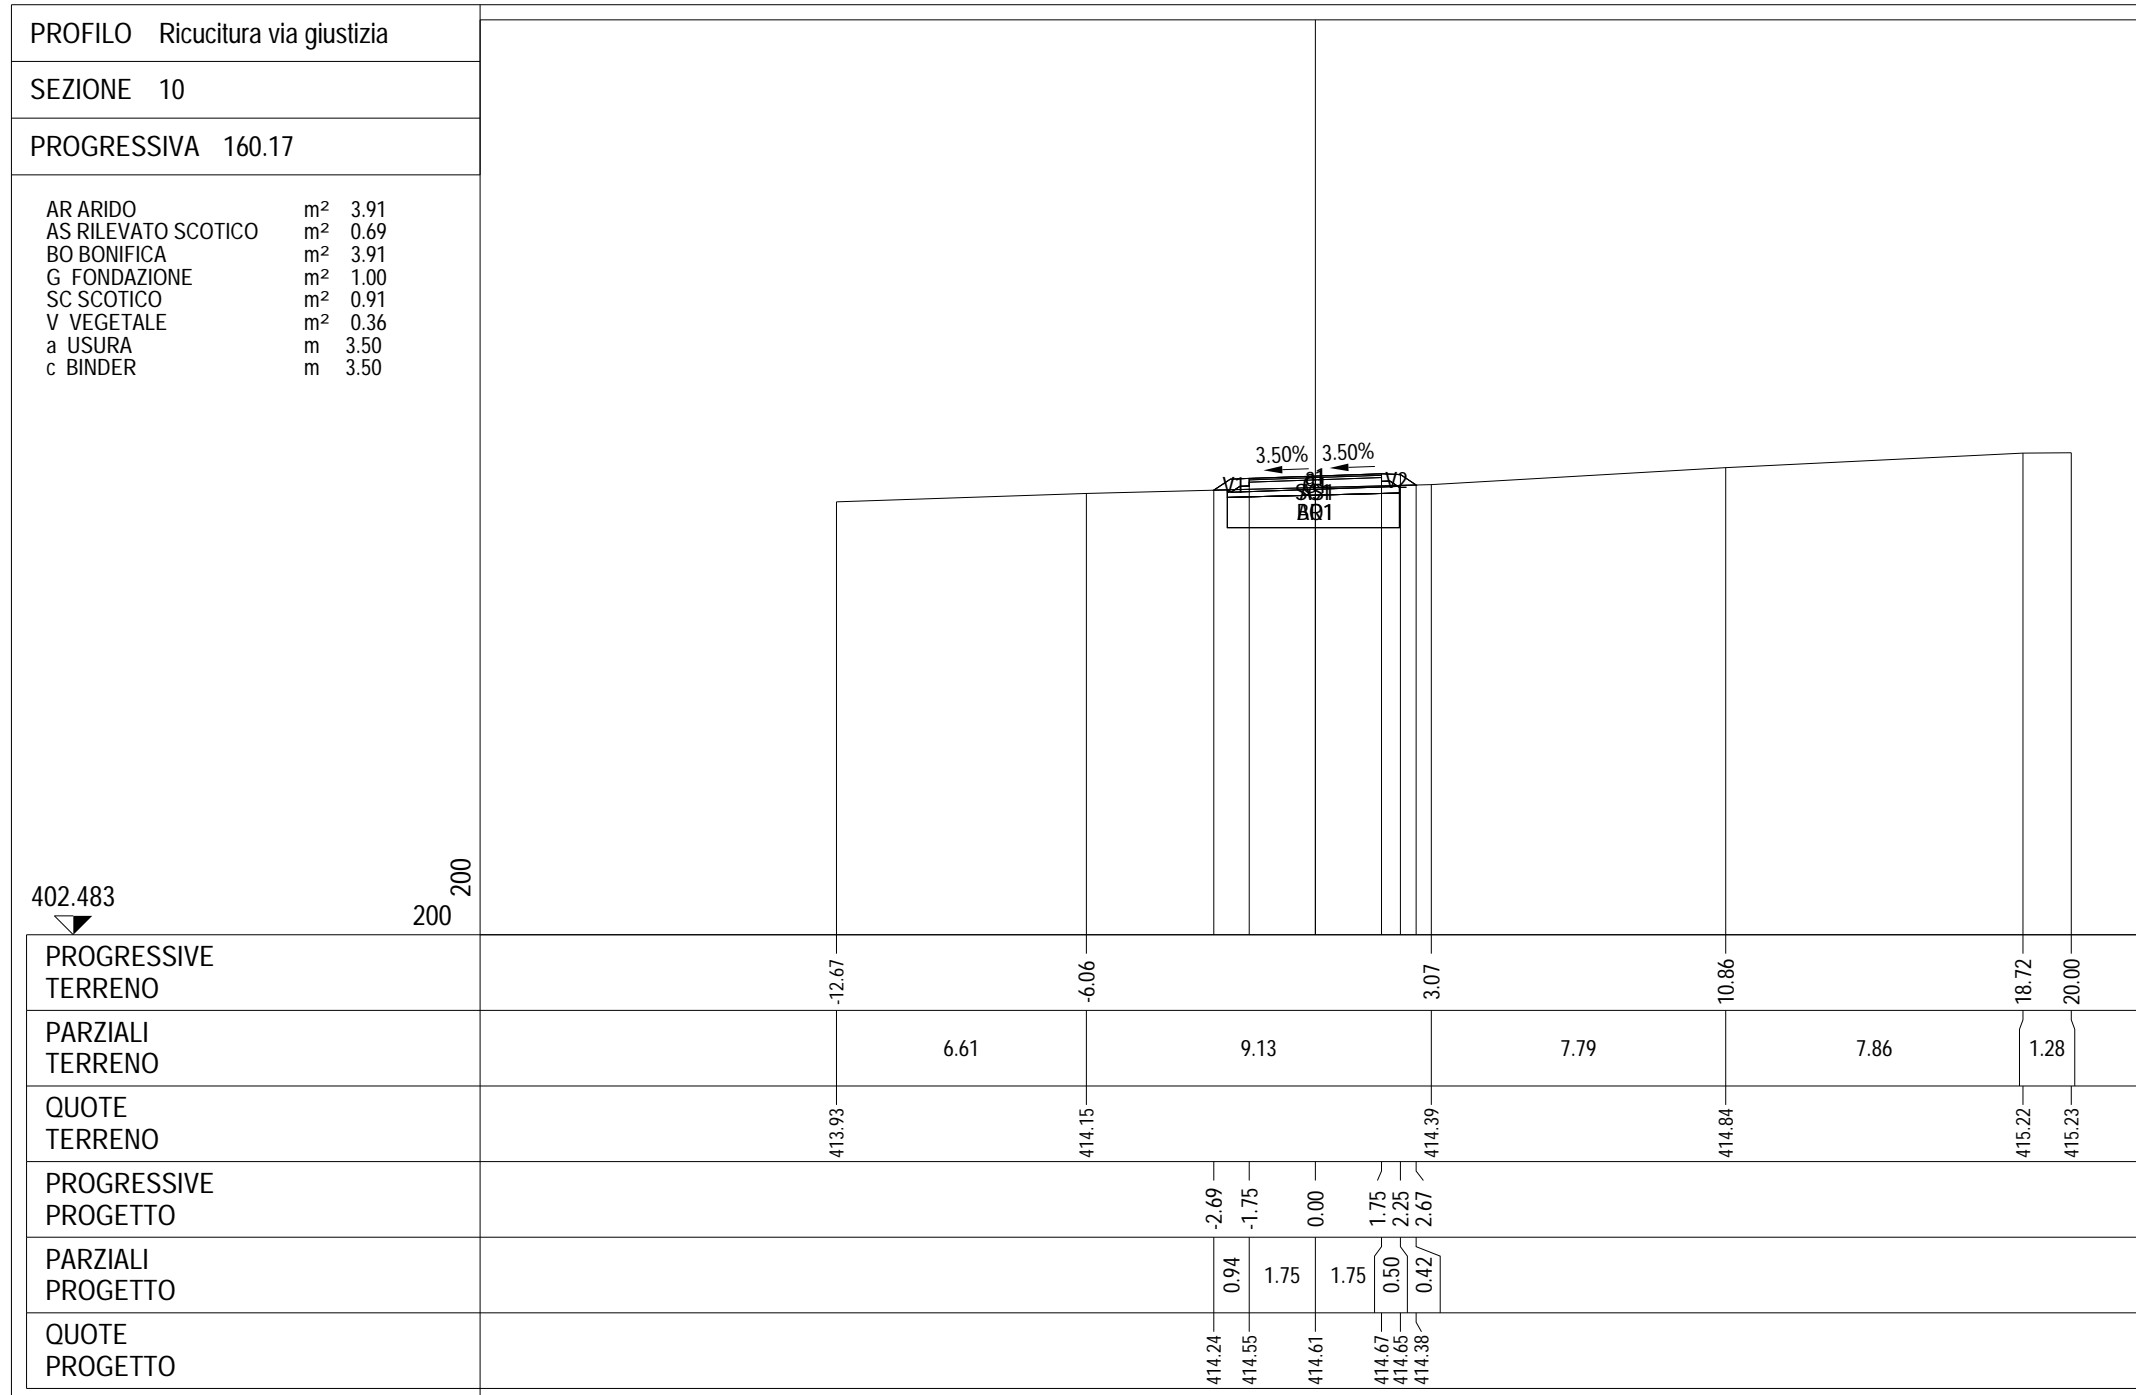 PROFILO Ricucitura via giustizia
SEZIONE 10
PROGRESSIVA 160.17
AR ARIDO m² 3.91
AS RILEVATO SCOTICO m² 0.69
BO BONIFICA m² 3.91
G FONDAZIONE m² 1.00
SC SCOTICO m² 0.91
V VEGETALE m² 0.36
a USURA m 3.50
c BINDER m 3.50
3.50% 3.50%
V1 V2
200
402.483
200
PROGRESSIVE
TERRENO
-12.67 -6.06 3.07 10.86 18.72 20.00
PARZIALI
TERRENO
6.61 9.13 7.79 7.86 1.28
QUOTE
TERRENO
413.93 414.15 414.39 414.84 415.22 415.23
PROGRESSIVE
PROGETTO
-2.69 -1.75 0.00 1.75 2.25 2.67
PARZIALI
PROGETTO
0.94 1.75 1.75 0.50 0.42
QUOTE
PROGETTO
414.24 414.55 414.61 414.67 414.65 414.38